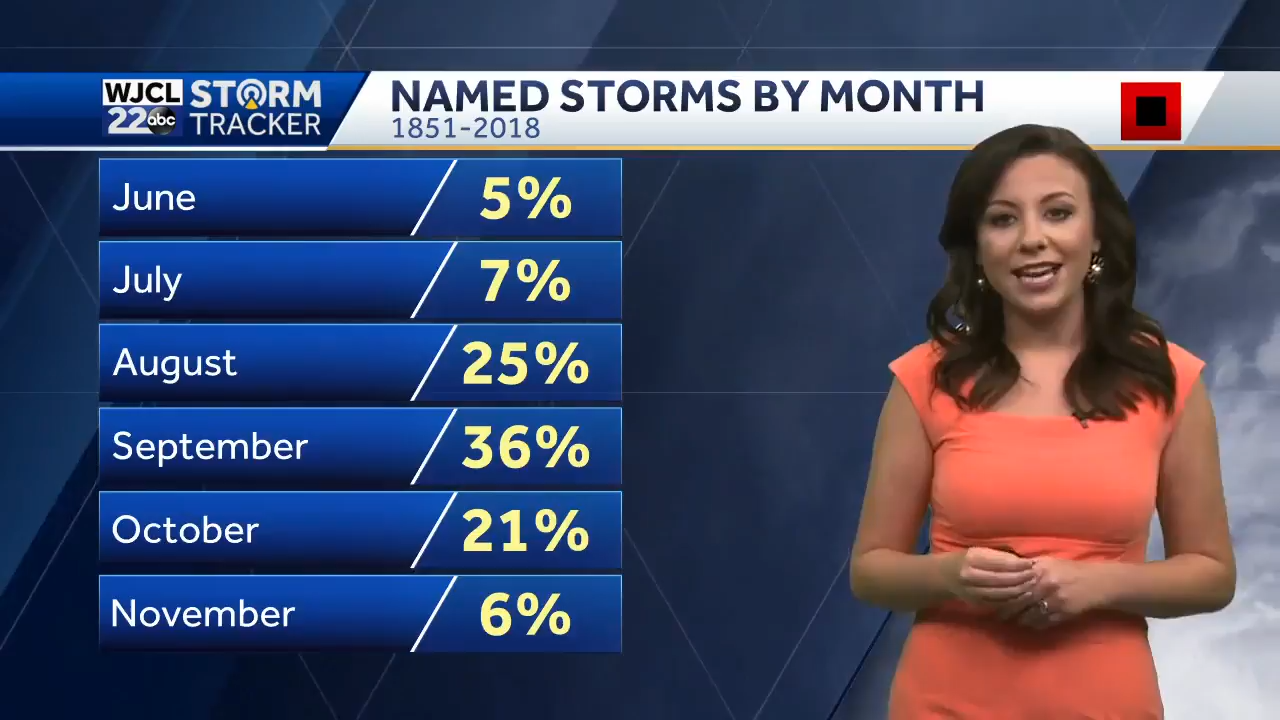 WJCL
22 abc
STORM
TRACKER
NAMED STORMS BY MONTH
1851-2018
June 5%
July 7%
August 25%
September 36%
October 21%
November 6%